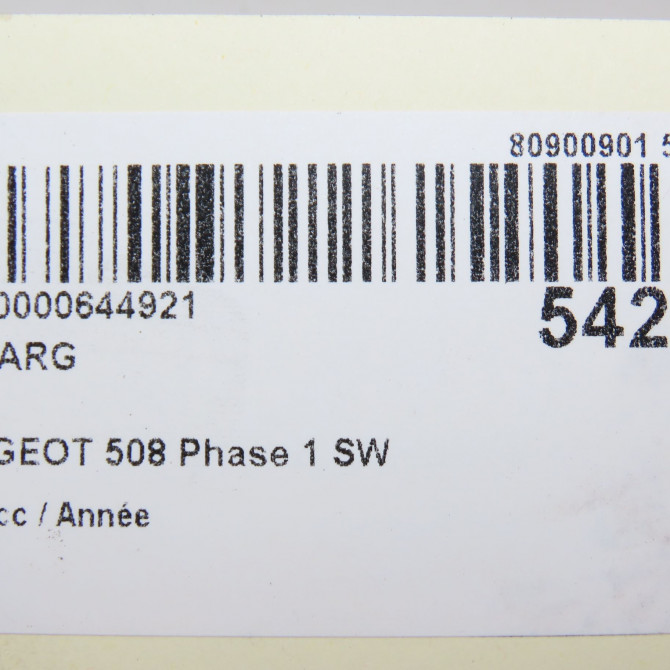 80900901 5
0000644921
542
ARG
GEOT 508 Phase 1 SW
cc / Année